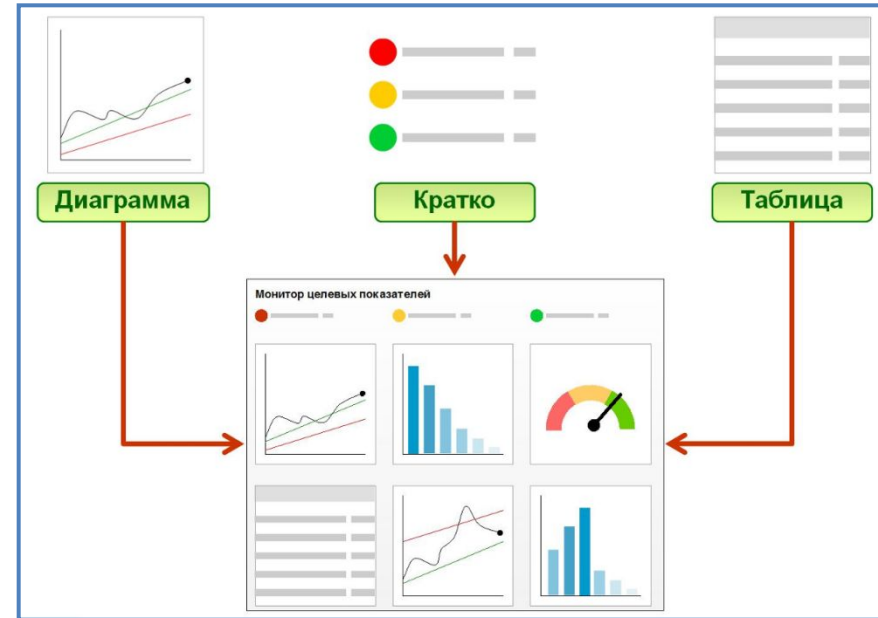 Диаграмма
Кратко
Таблица
Монитор целевых показателей